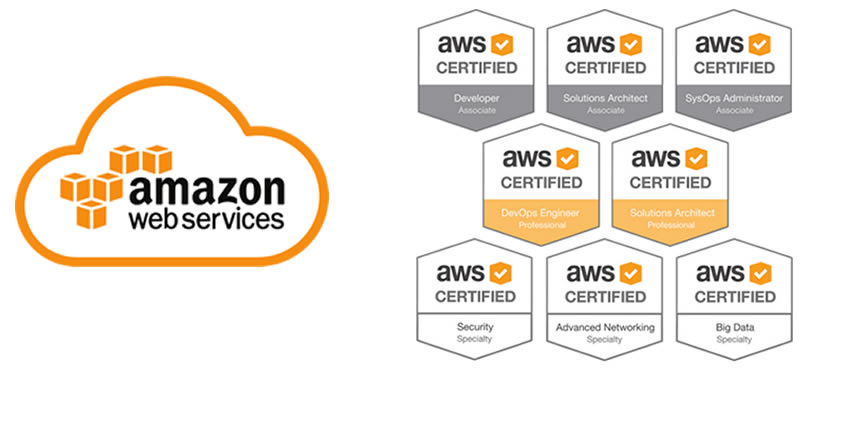 amazon
web services
aws
CERTIFIED
Developer
Associate
aws
CERTIFIED
Solutions Architect
Associate
aws
CERTIFIED
SysOps Administrator
Associate
aws
CERTIFIED
DevOps Engineer
Professional
aws
CERTIFIED
Solutions Architect
Professional
aws
CERTIFIED
Security
Specialty
aws
CERTIFIED
Advanced Networking
Specialty
aws
CERTIFIED
Big Data
Specialty